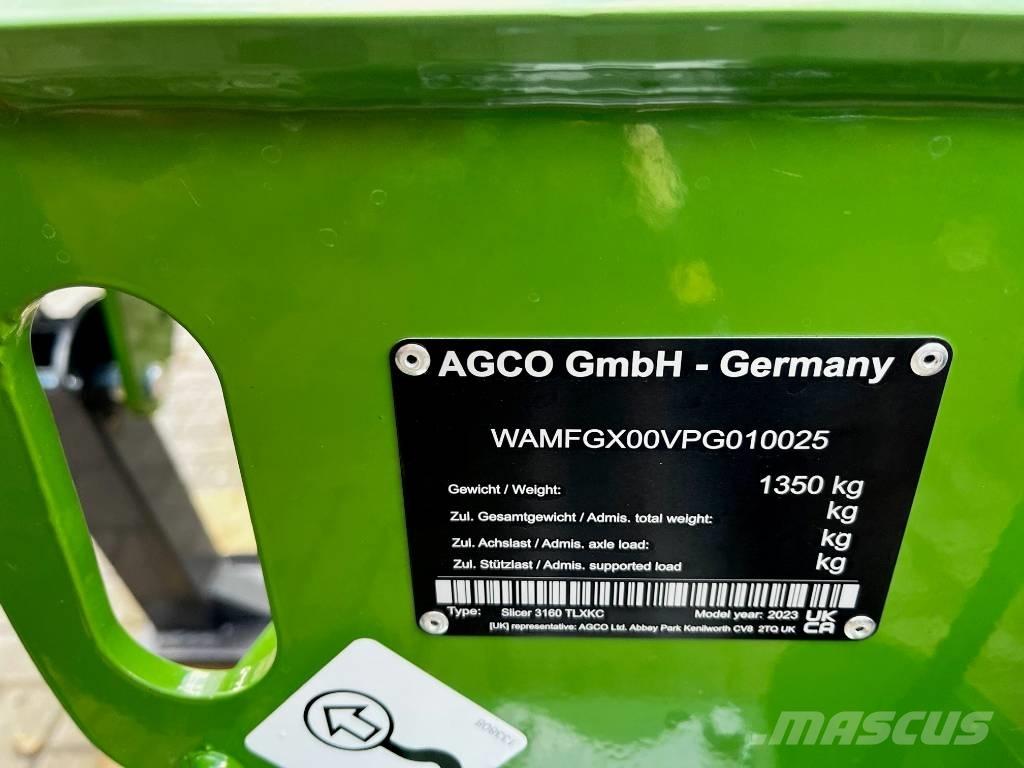 AGCO GmbH - Germany
WAMFGX00VPG010025
Gewicht / Weight: 1350 kg
Zul. Gesamtgewicht / Admis. total weight: kg
Zul. Achslast / Admis. axle load: kg
Zul. Stützlast / Admis. supported load kg
Type: Slicer 3160 TLXKC Model year: 2023 UK CA
[UK] representative: AGCO Ltd. Abbey Park Kenilworth CV8 2TQ UK
MASCUS